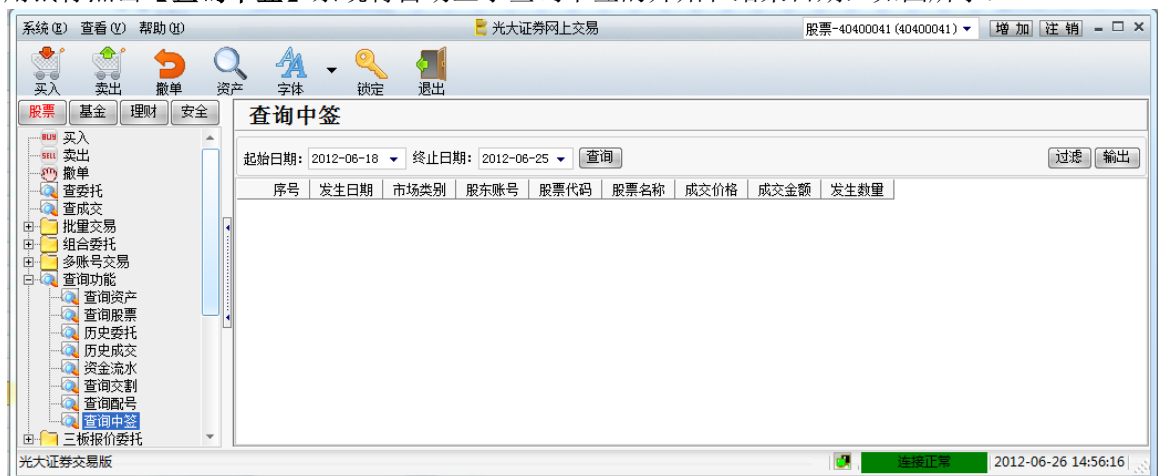 系统(E) 查看(V) 帮助(H) 光大证券网上交易 股票-40400041(40400041) 增 加 注 销
买入 卖出 撤单 资产 字体 锁定 退出
股票 基金 理财 安全
BUY 买入
SELL 卖出
撤单
查委托
查成交
批量交易
组合委托
多账号交易
查询功能
查询资产
查询股票
历史委托
历史成交
资金流水
查询交割
查询配号
查询中签
三板报价委托
查询中签
起始日期: 2012-06-18 终止日期: 2012-06-25 查询 过滤 输出
序号 发生日期 市场类别 股东账号 股票代码 股票名称 成交价格 成交金额 发生数量
光大证券交易版 连接正常 2012-06-26 14:56:16